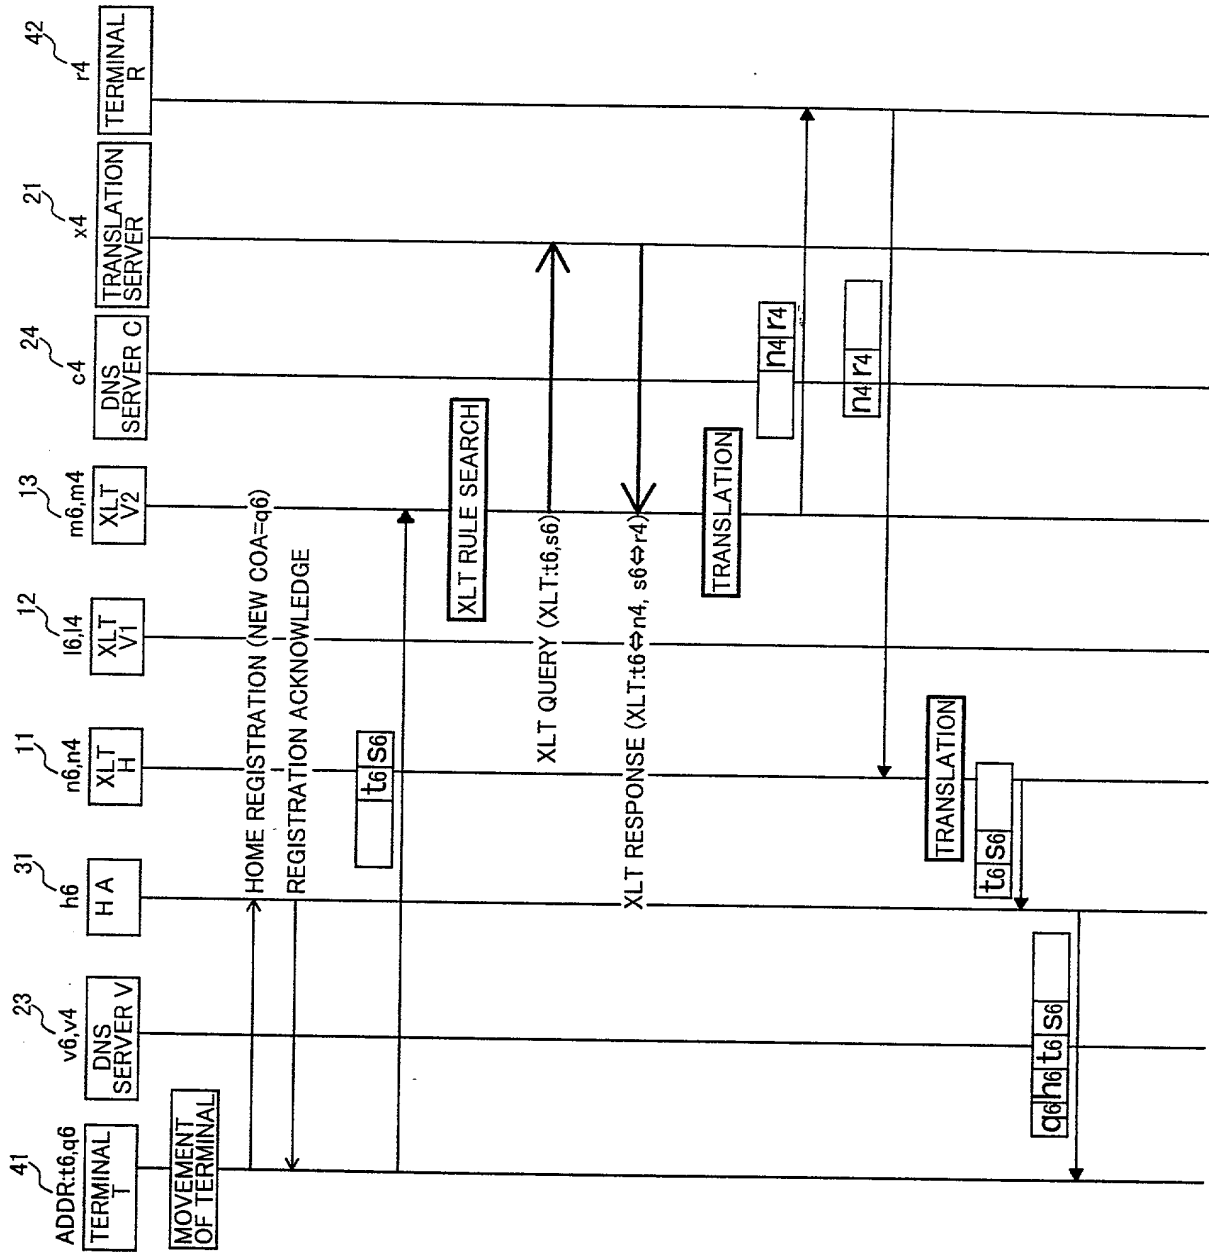 41
ADDR:t6,q6
TERMINAL
T
23
v6,v4
DNS
SERVER V
31
h6
H A
11
n6,n4
XLT
H
12
l6,l4
XLT
V1
13
m6,m4
XLT
V2
24
c4
DNS
SERVER C
21
x4
TRANSLATION
SERVER
42
r4
TERMINAL
R
MOVEMENT
OF TERMINAL
HOME REGISTRATION (NEW COA=q6)
REGISTRATION ACKNOWLEDGE
t6 s6
XLT RULE SEARCH
XLT QUERY (XLT:t6,s6)
XLT RESPONSE (XLT:t6⇔n4, s6⇔r4)
TRANSLATION
n4 r4
n4 r4
TRANSLATION
t6 s6
q6 h6 t6 s6